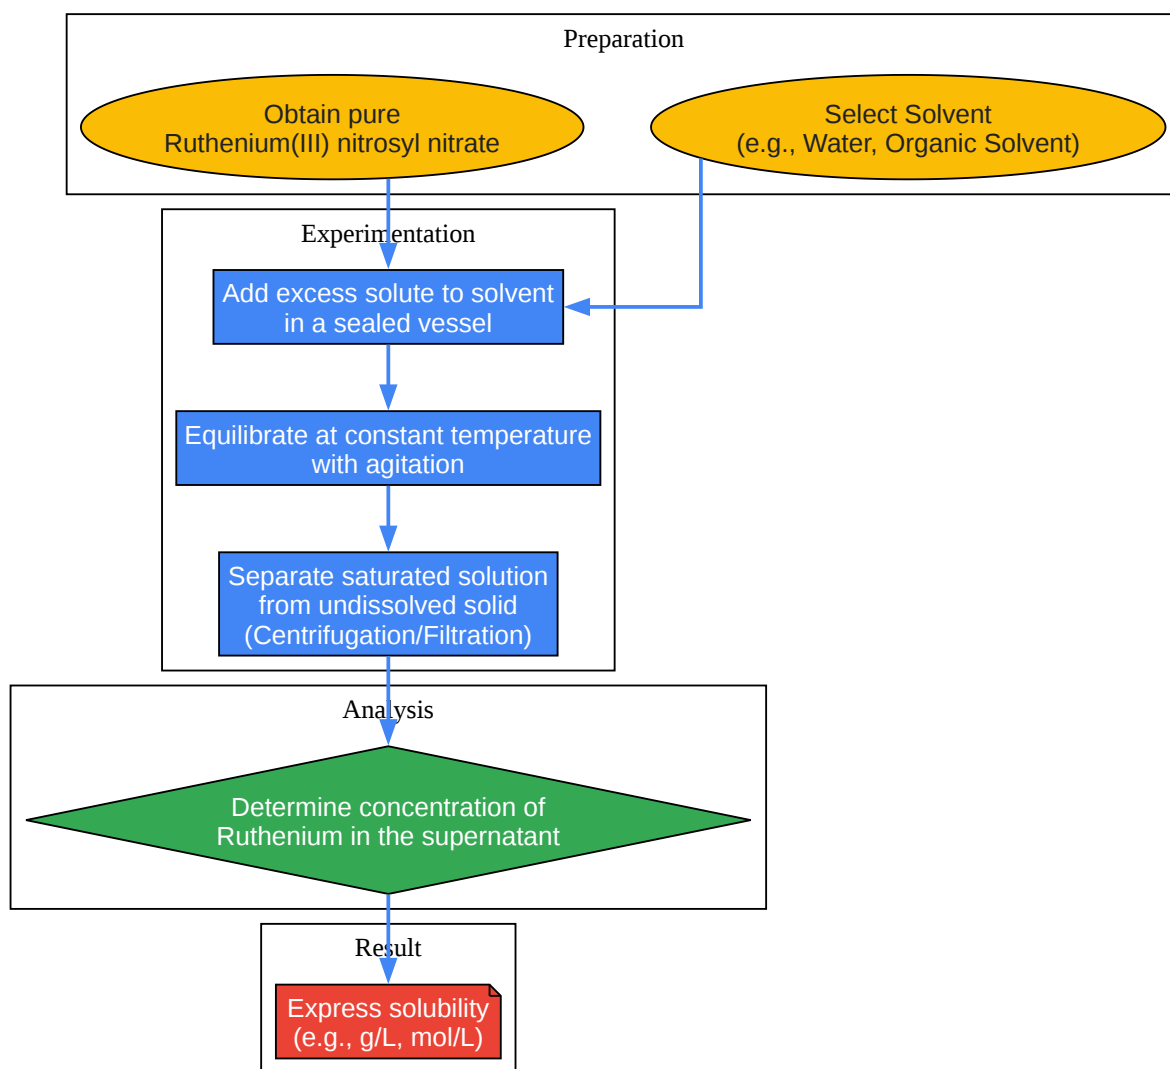 Preparation
Obtain pure
Ruthenium(III) nitrosyl nitrate
Select Solvent
(e.g., Water, Organic Solvent)
Experimentation
Add excess solute to solvent
in a sealed vessel
Equilibrate at constant temperature
with agitation
Separate saturated solution
from undissolved solid
(Centrifugation/Filtration)
Analysis
Determine concentration of
Ruthenium in the supernatant
Result
Express solubility
(e.g., g/L, mol/L)